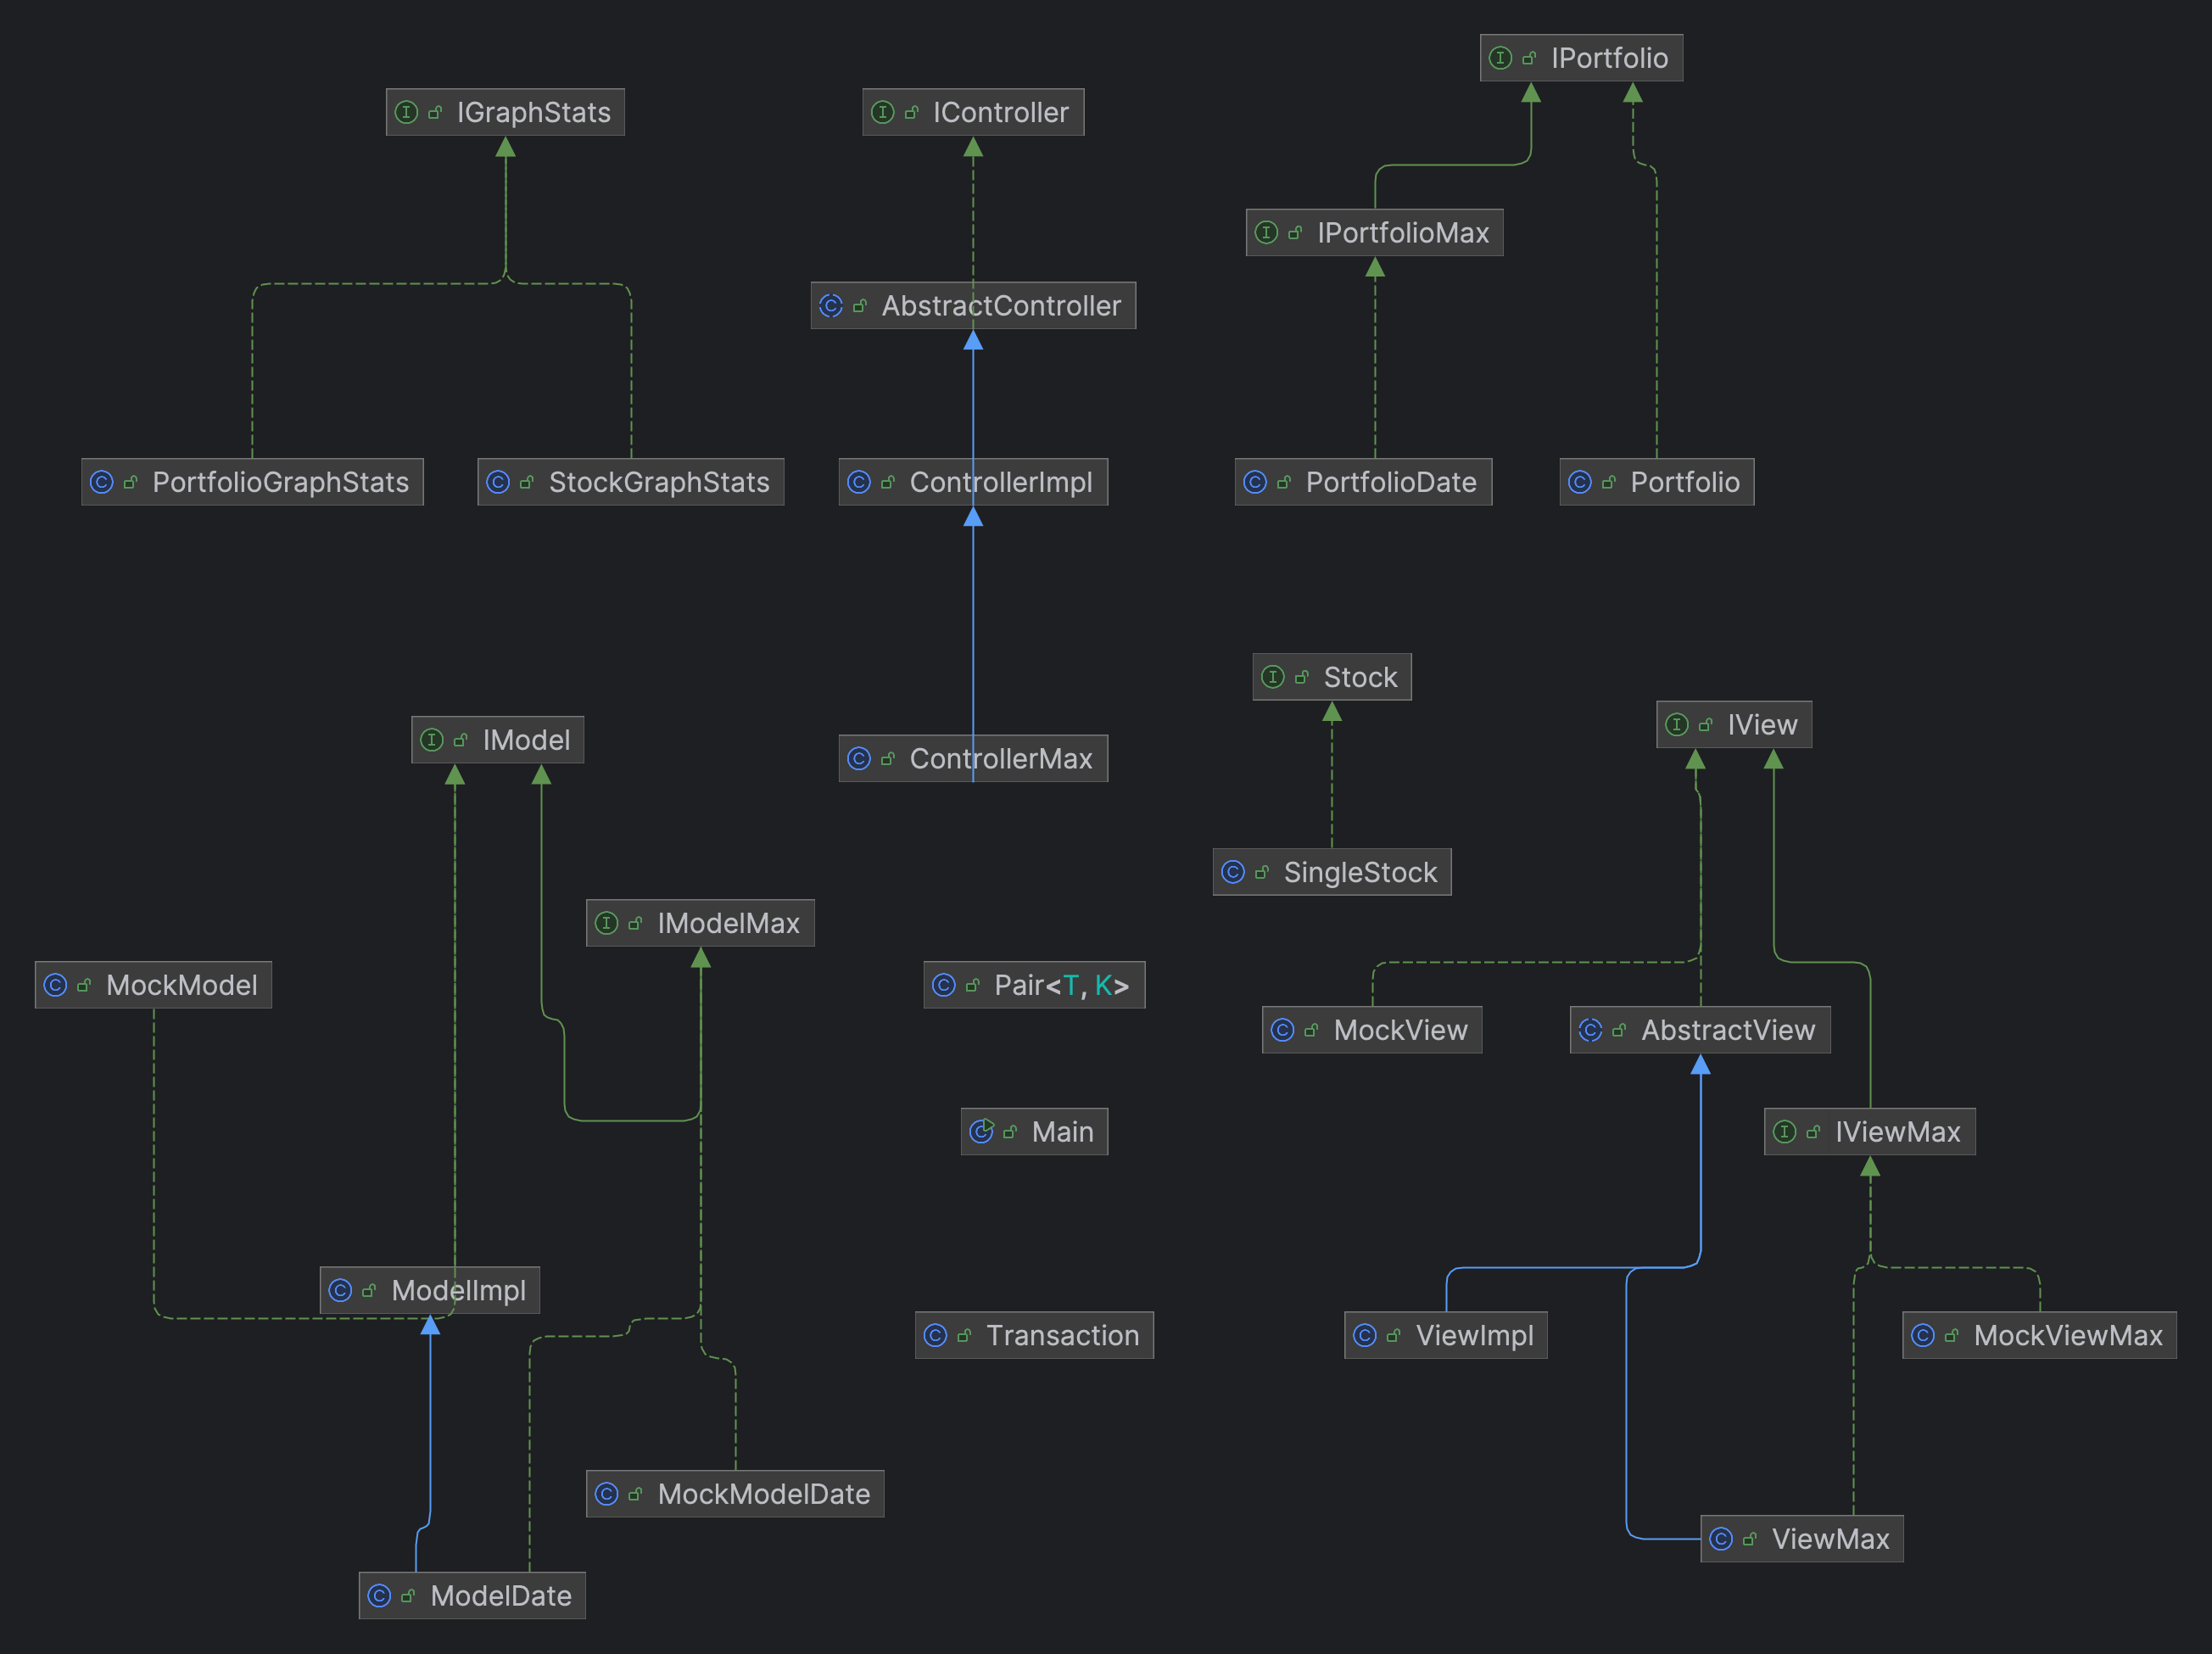 IPortfolio
IGraphStats
IController
IPortfolioMax
AbstractController
PortfolioGraphStats
StockGraphStats
ControllerImpl
PortfolioDate
Portfolio
Stock
IView
IModel
ControllerMax
SingleStock
IModelMax
MockModel
Pair<T, K>
MockView
AbstractView
Main
IViewMax
ModelImpl
Transaction
ViewImpl
MockViewMax
MockModelDate
ViewMax
ModelDate